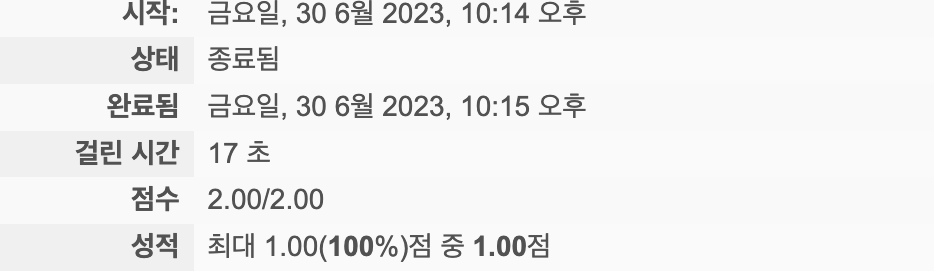 시작: 금요일, 30 6월 2023, 10:14 오후
상태 종료됨
완료됨 금요일, 30 6월 2023, 10:15 오후
걸린 시간 17 초
점수 2.00/2.00
성적 최대 1.00(100%)점 중 1.00점